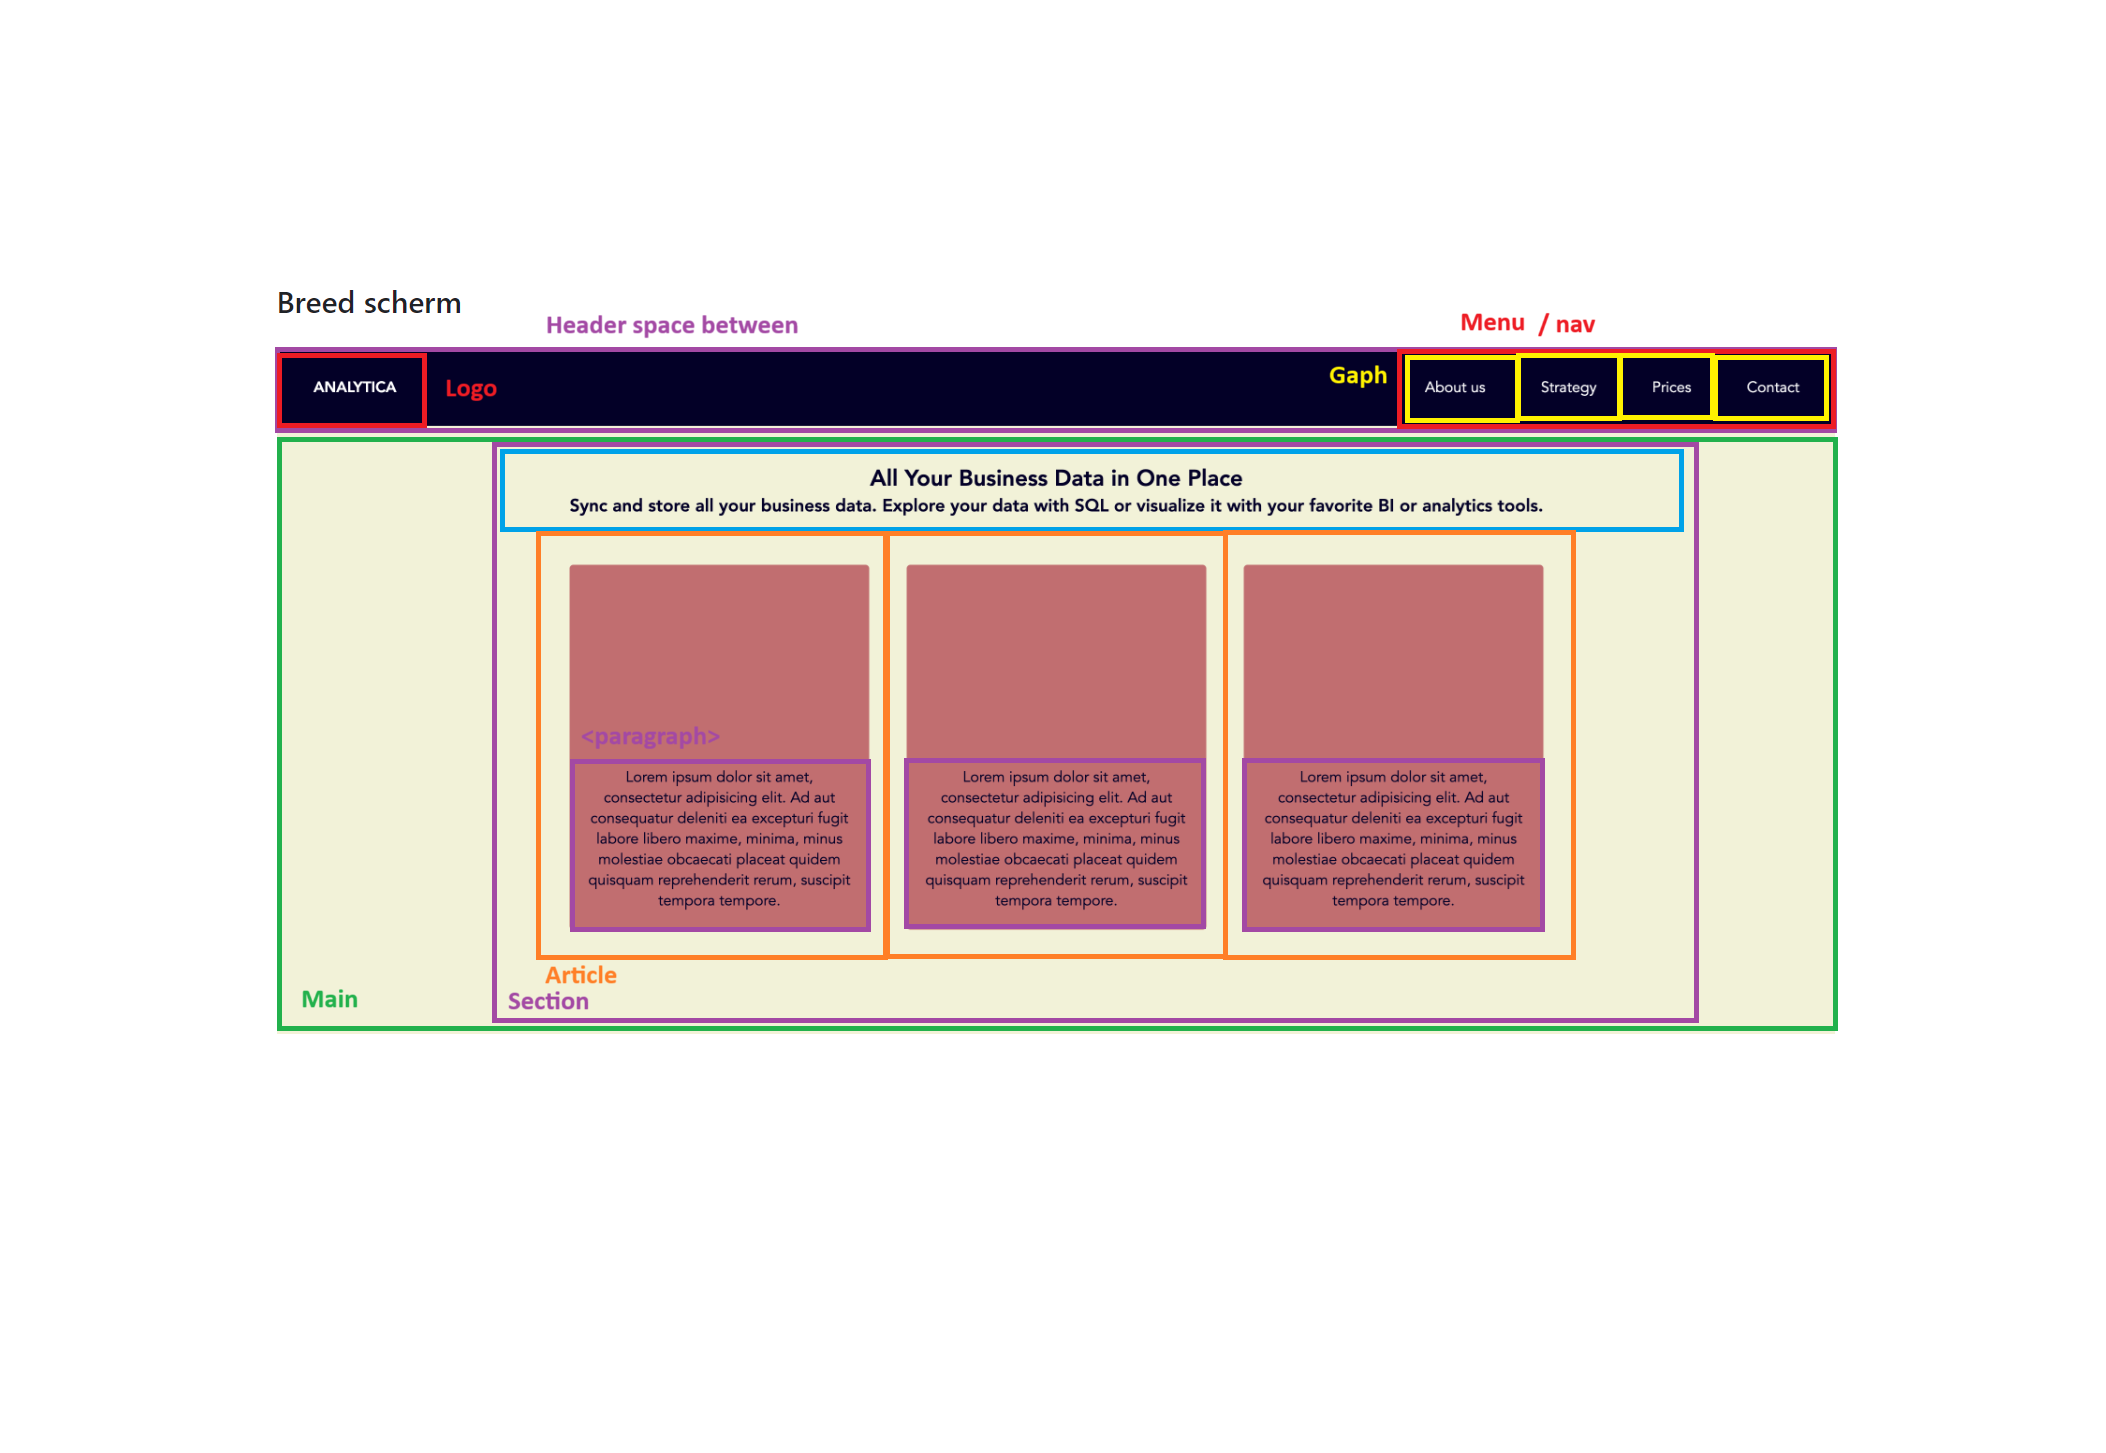 Breed scherm
Header space between
Menu / nav
ANALYTICA
Logo
Gaph
About us
Strategy
Prices
Contact
All Your Business Data in One Place
Sync and store all your business data. Explore your data with SQL or visualize it with your favorite BI or analytics tools.
<paragraph>
Lorem ipsum dolor sit amet,
consectetur adipisicing elit. Ad aut
consequatur deleniti ea excepturi fugit
labore libero maxime, minima, minus
molestiae obcaecati placeat quidem
quisquam reprehenderit rerum, suscipit
tempora tempore.
Lorem ipsum dolor sit amet,
consectetur adipisicing elit. Ad aut
consequatur deleniti ea excepturi fugit
labore libero maxime, minima, minus
molestiae obcaecati placeat quidem
quisquam reprehenderit rerum, suscipit
tempora tempore.
Lorem ipsum dolor sit amet,
consectetur adipisicing elit. Ad aut
consequatur deleniti ea excepturi fugit
labore libero maxime, minima, minus
molestiae obcaecati placeat quidem
quisquam reprehenderit rerum, suscipit
tempora tempore.
Article
Section
Main